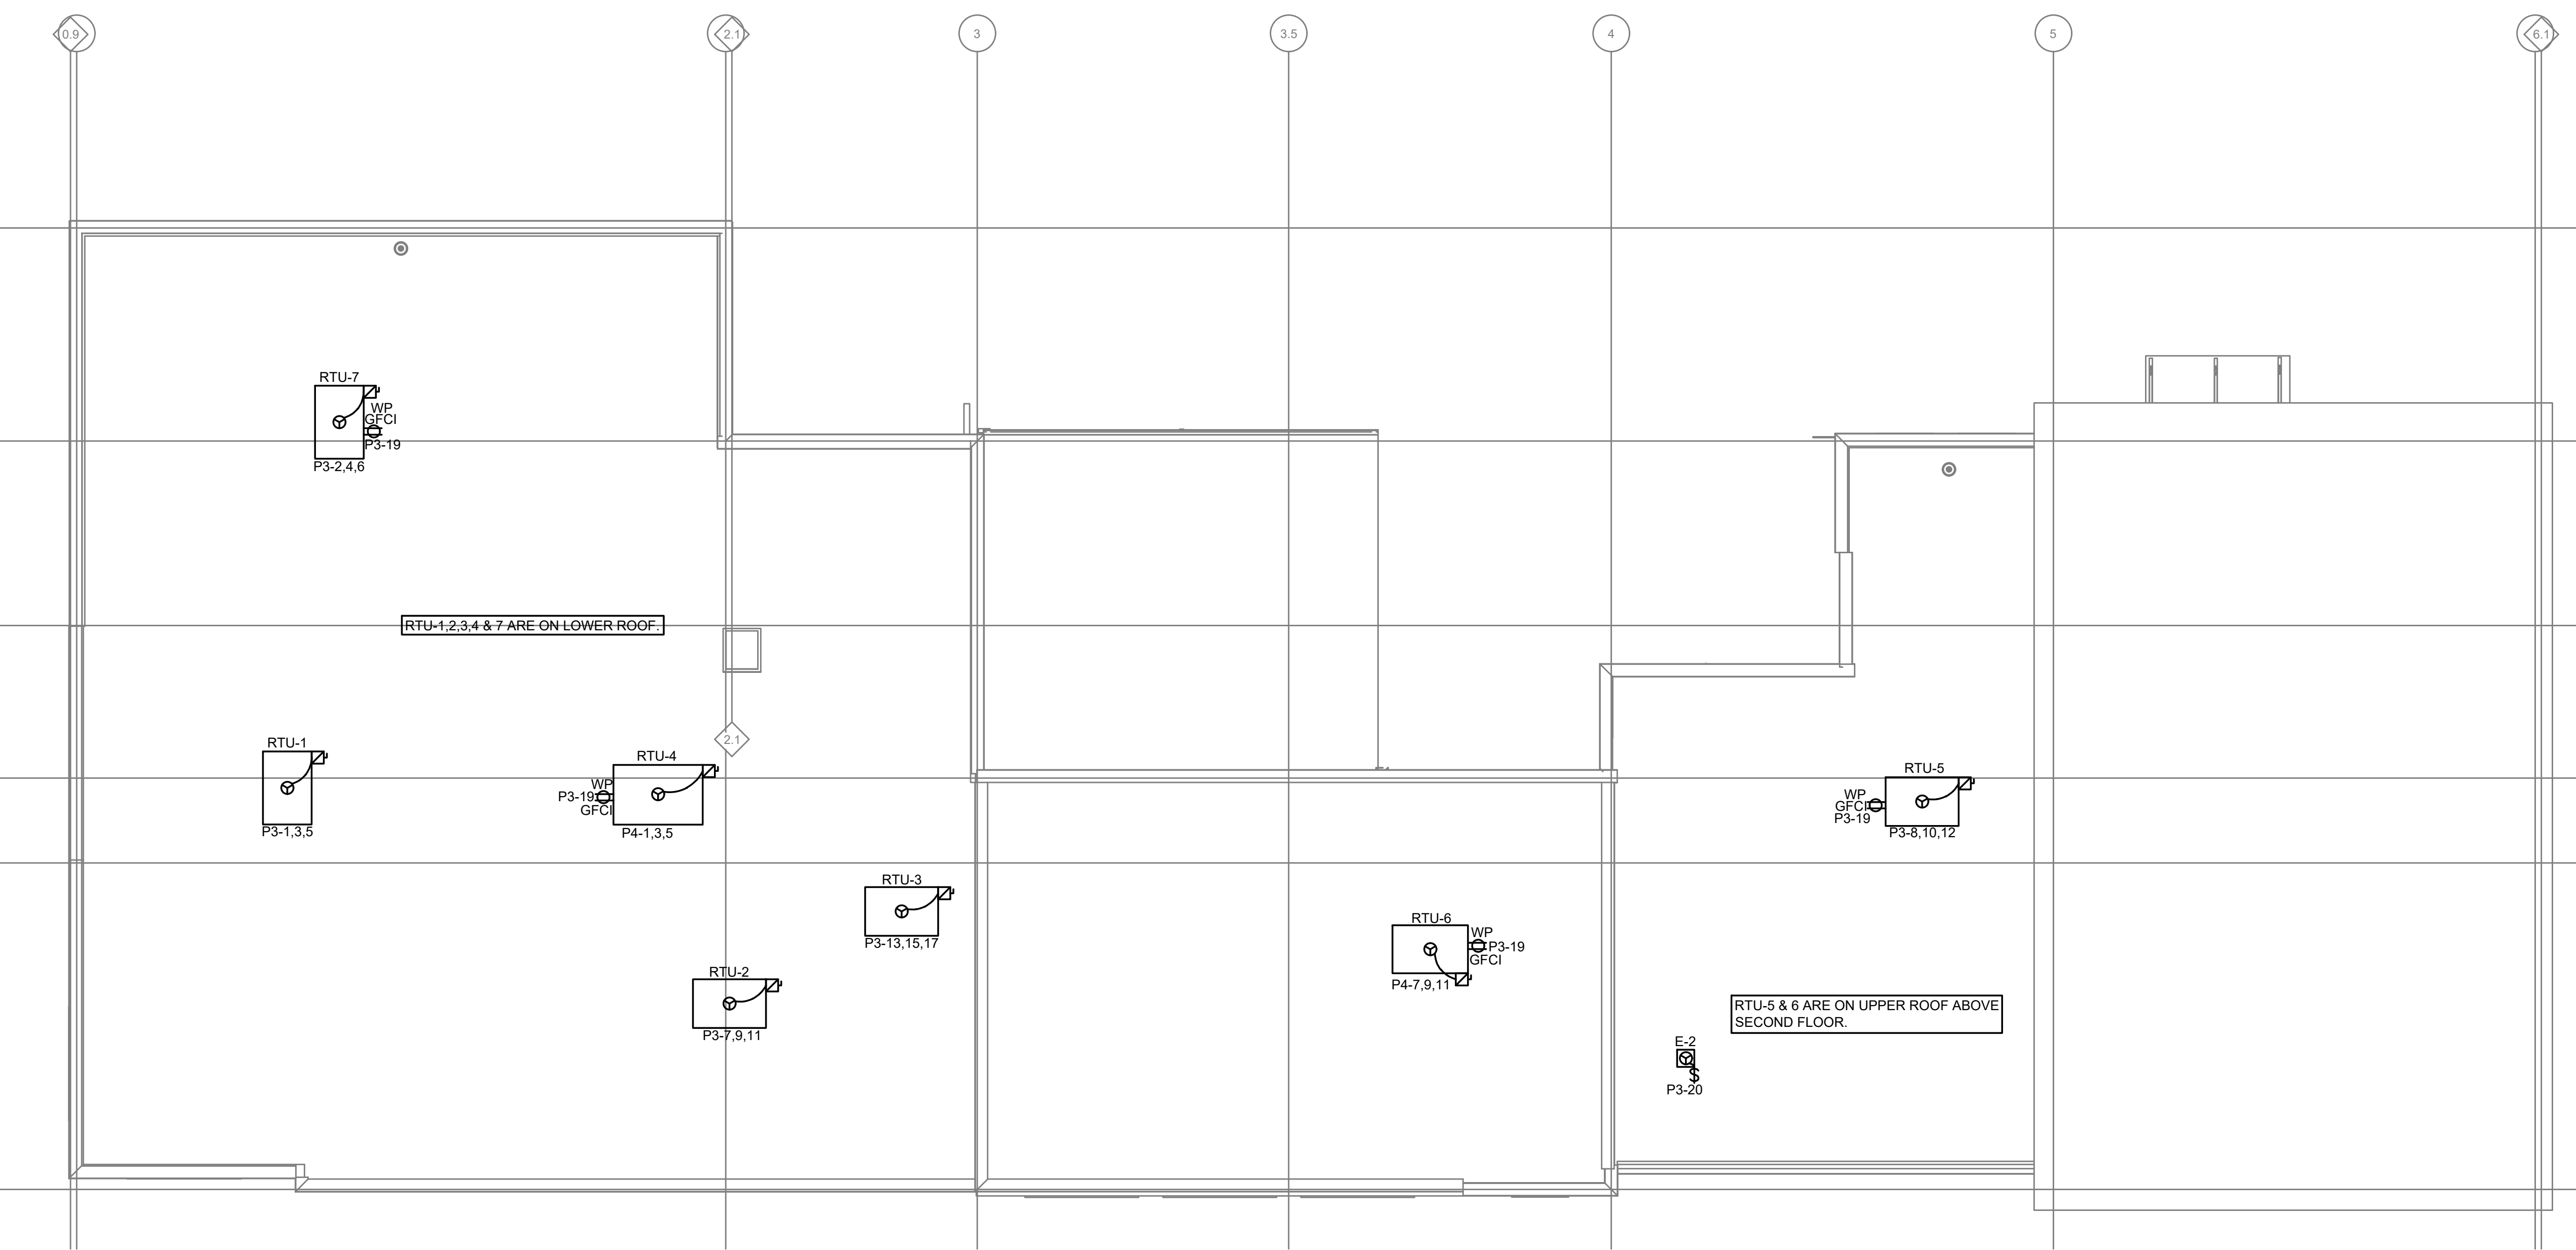 0.9
2.1
3
3.5
4
5
6.1
RTU-7
WP
GFCI
P3-19
P3-2,4,6
RTU-1,2,3,4 & 7 ARE ON LOWER ROOF.
2.1
RTU-1
P3-1,3,5
RTU-4
WP
P3-19
GFCI
P4-1,3,5
RTU-5
WP
GFCI
P3-19
P3-8,10,12
RTU-3
P3-13,15,17
RTU-2
P3-7,9,11
RTU-6
WP
P3-19
GFCI
P4-7,9,11
RTU-5 & 6 ARE ON UPPER ROOF ABOVE
SECOND FLOOR.
E-2
$
P3-20